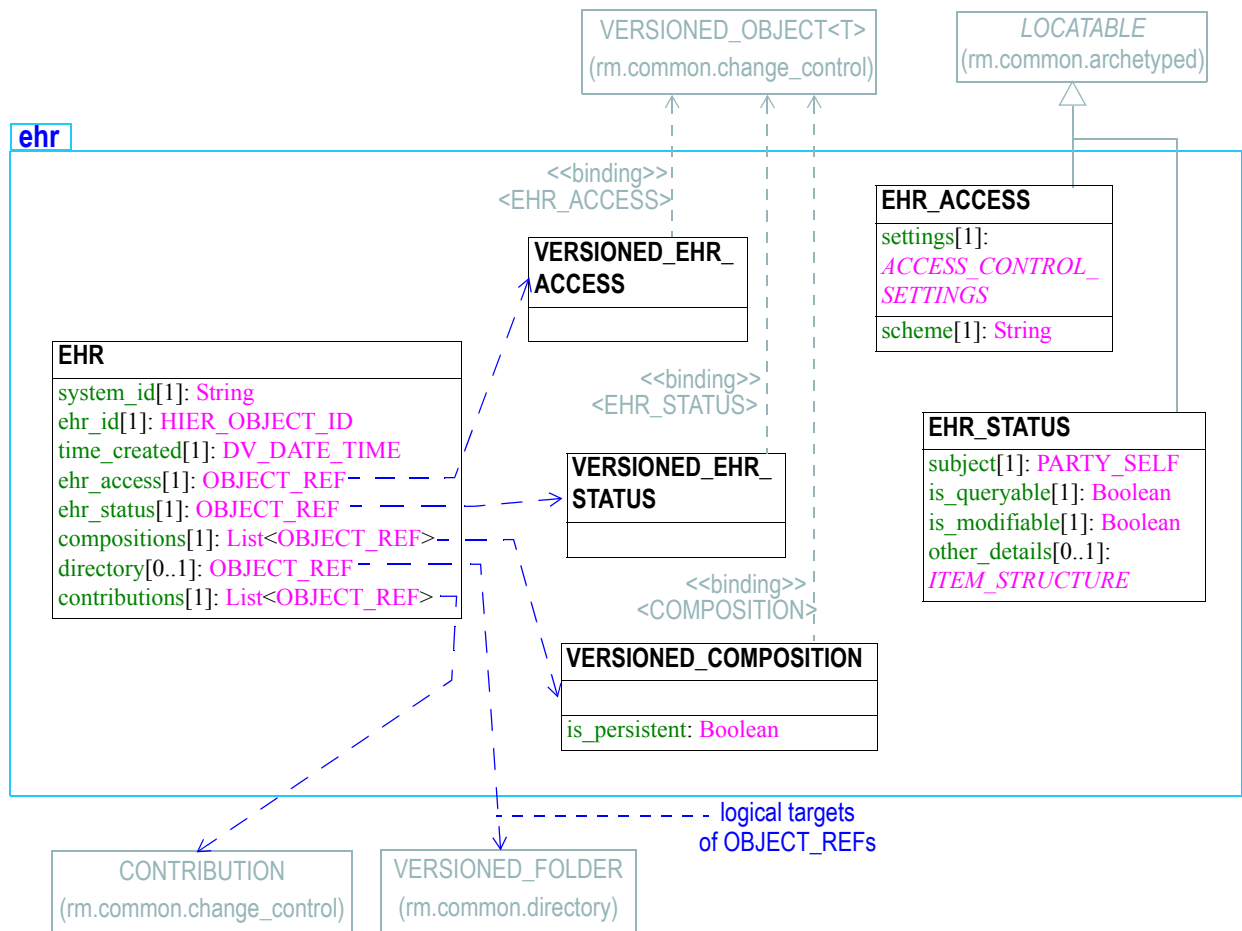 VERSIONED_OBJECT<T>
(rm.common.change_control)
LOCATABLE
(rm.common.archetyped)
ehr
<<binding>>
<EHR_ACCESS>
EHR_ACCESS
settings[1]:
ACCESS_CONTROL_
SETTINGS
scheme[1]: String
VERSIONED_EHR_
ACCESS
EHR
system_id[1]: String
ehr_id[1]: HIER_OBJECT_ID
time_created[1]: DV_DATE_TIME
ehr_access[1]: OBJECT_REF
ehr_status[1]: OBJECT_REF
compositions[1]: List<OBJECT_REF>
directory[0..1]: OBJECT_REF
contributions[1]: List<OBJECT_REF>
<<binding>>
<EHR_STATUS>
VERSIONED_EHR_
STATUS
EHR_STATUS
subject[1]: PARTY_SELF
is_queryable[1]: Boolean
is_modifiable[1]: Boolean
other_details[0..1]:
ITEM_STRUCTURE
<<binding>>
<COMPOSITION>
VERSIONED_COMPOSITION
is_persistent: Boolean
logical targets
of OBJECT_REFs
CONTRIBUTION
(rm.common.change_control)
VERSIONED_FOLDER
(rm.common.directory)